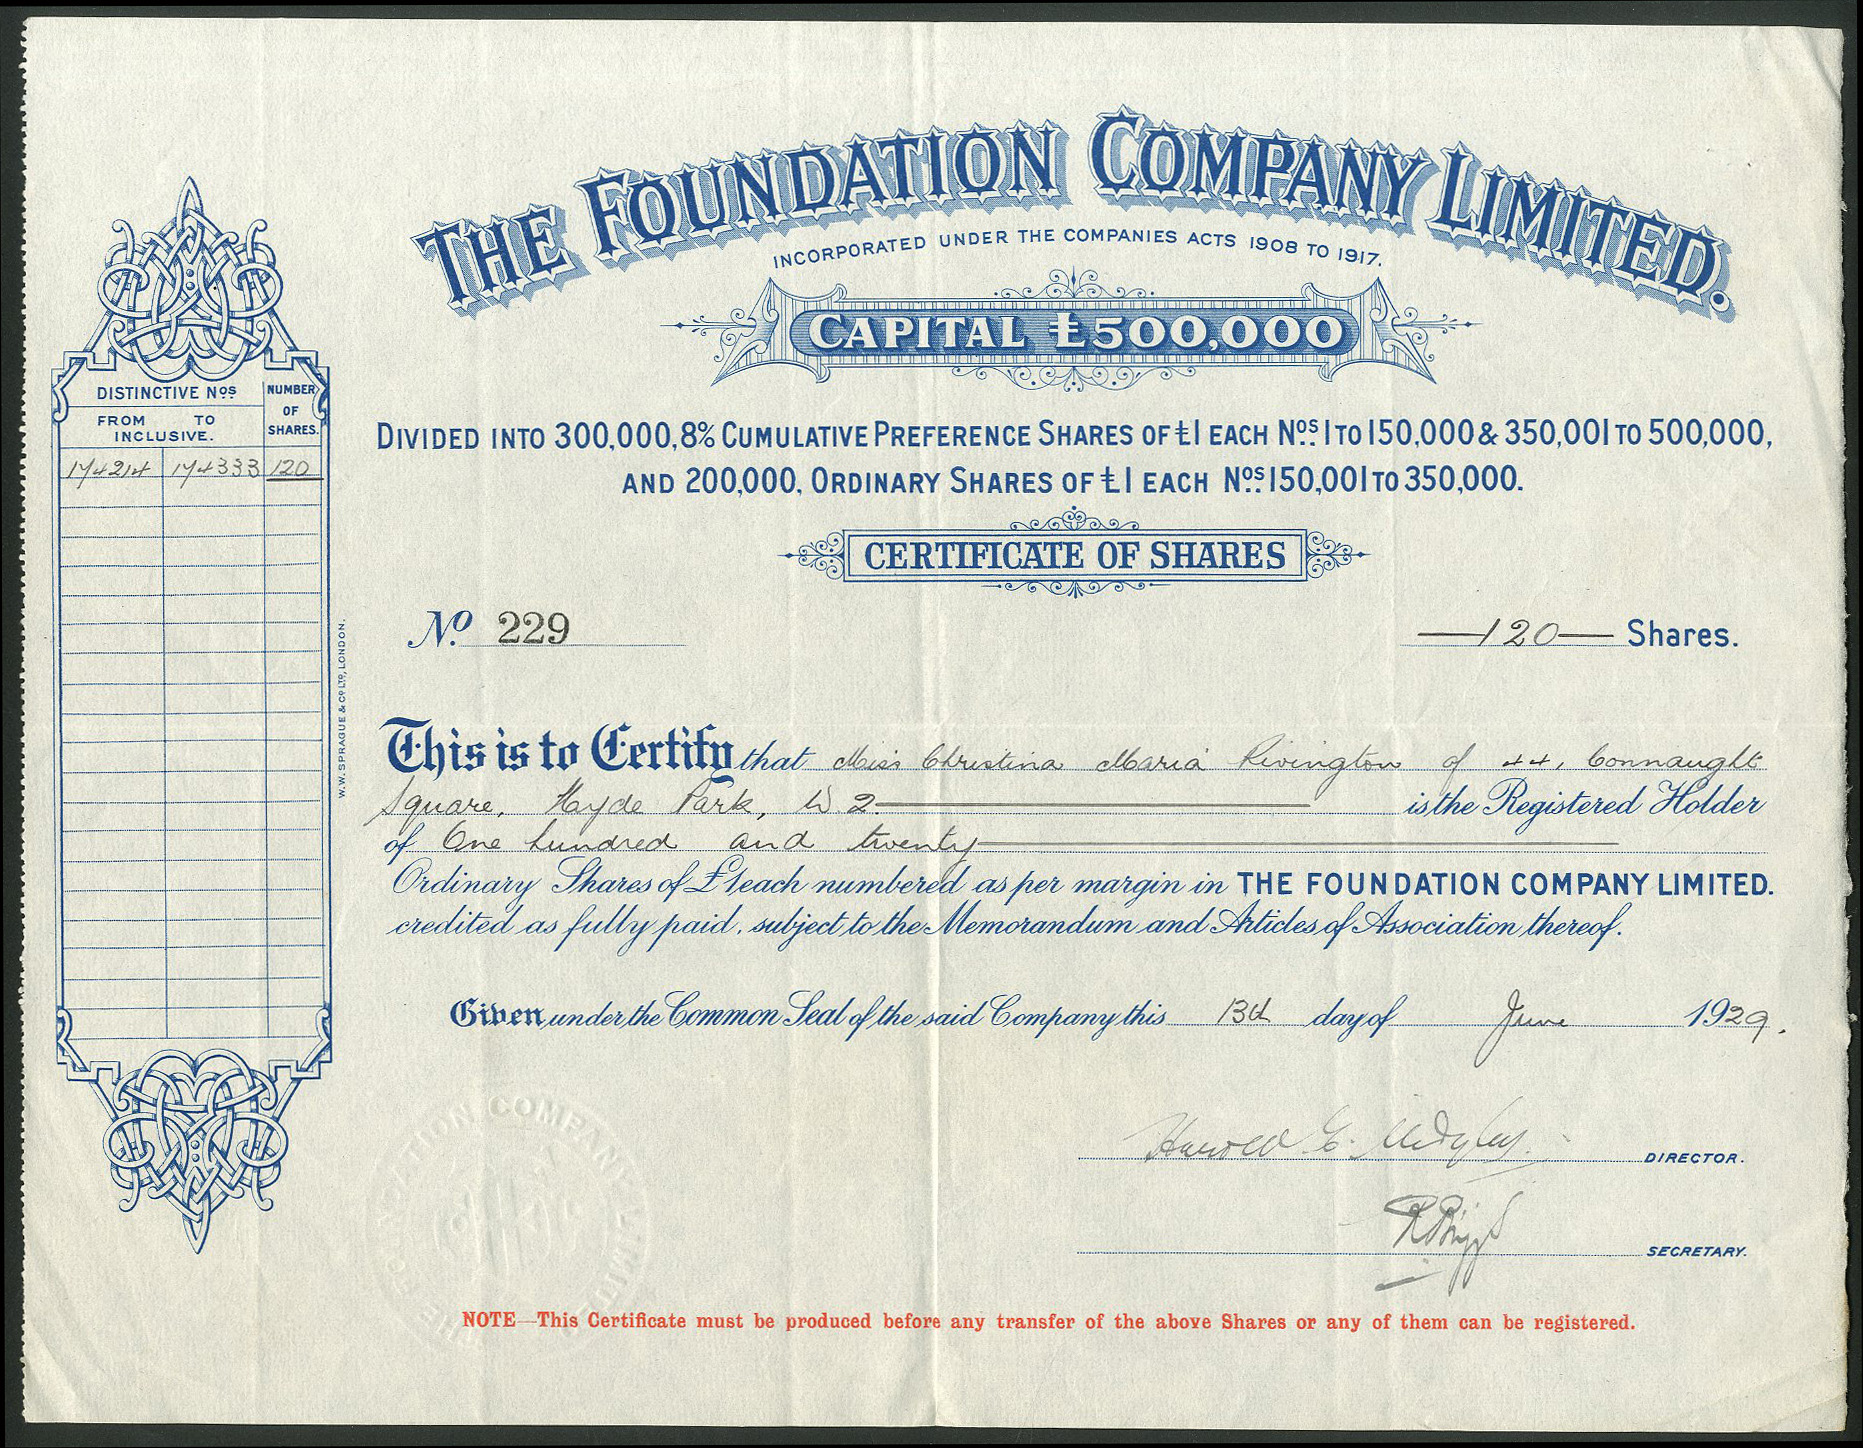 THE FOUNDATION COMPANY LIMITED.
INCORPORATED UNDER THE COMPANIES ACTS 1908 TO 1917.
CAPITAL £500,000
DIVIDED INTO 300,000, 8% CUMULATIVE PREFERENCE SHARES OF £1 EACH NOS. 1 TO 150,000 & 350,001 TO 500,000,
AND 200,000, ORDINARY SHARES OF £1 EACH NOS. 150,001 TO 350,000.
CERTIFICATE OF SHARES
DISTINCTIVE NOS
NUMBER OF SHARES.
FROM TO
INCLUSIVE.
174214 174333 120
W.W. SPRAGUE & CO LTD, LONDON.
No. 229
—120— Shares.
This is to Certify that Miss Christina Maria Rivington of 44, Connaught
Square, Hyde Park, W.2. is the Registered Holder
of One hundred and twenty
Ordinary Shares of £1 each numbered as per margin in THE FOUNDATION COMPANY LIMITED.
credited as fully paid, subject to the Memorandum and Articles of Association thereof.
Given under the Common Seal of the said Company this 13th day of June 1929.
DIRECTOR.
SECRETARY.
THE FOUNDATION COMPANY LIMITED
NOTE—This Certificate must be produced before any transfer of the above Shares or any of them can be registered.